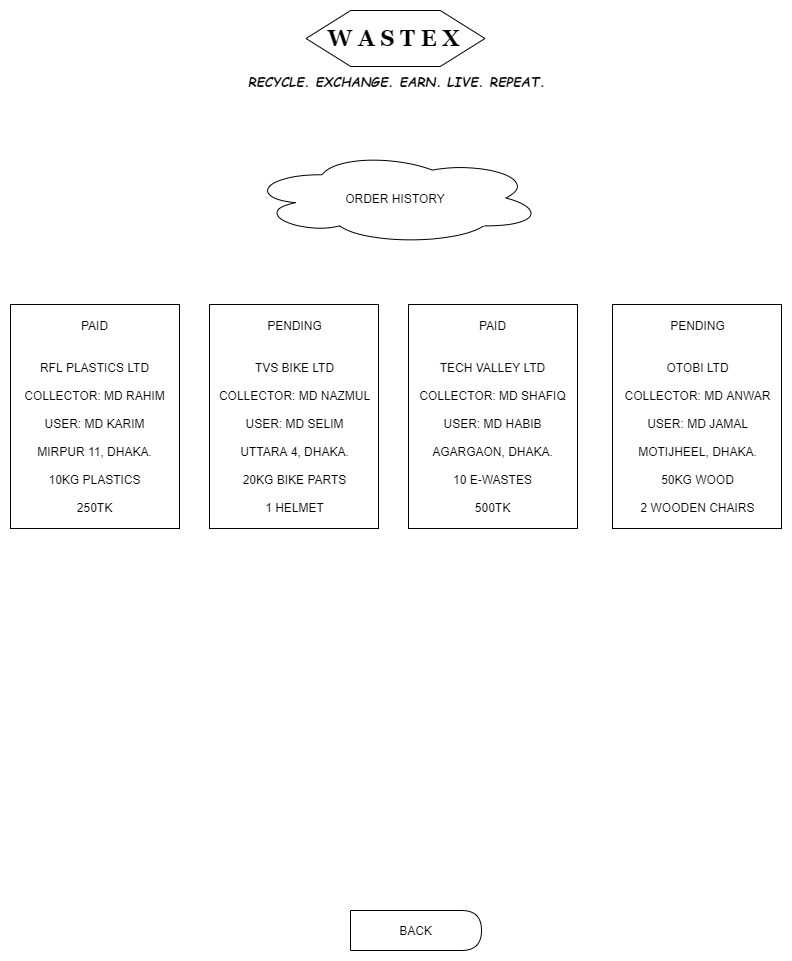 WASTEX
RECYCLE. EXCHANGE. EARN. LIVE. REPEAT.
ORDER HISTORY
PAID
RFL PLASTICS LTD
COLLECTOR: MD RAHIM
USER: MD KARIM
MIRPUR 11, DHAKA.
10KG PLASTICS
250TK
PENDING
TVS BIKE LTD
COLLECTOR: MD NAZMUL
USER: MD SELIM
UTTARA 4, DHAKA.
20KG BIKE PARTS
1 HELMET
PAID
TECH VALLEY LTD
COLLECTOR: MD SHAFIQ
USER: MD HABIB
AGARGAON, DHAKA.
10 E-WASTES
500TK
PENDING
OTOBI LTD
COLLECTOR: MD ANWAR
USER: MD JAMAL
MOTIJHEEL, DHAKA.
50KG WOOD
2 WOODEN CHAIRS
BACK